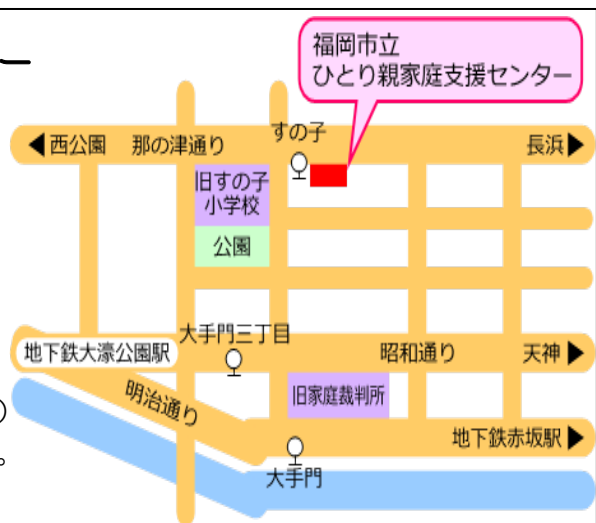 福岡市立
ひとり親家庭支援センター
ー
すの子
◀西公園 那の津通り
長浜▶
旧すの子
小学校
公園
大手門三丁目
地下鉄大濠公園駅
昭和通り
天神▶
明治通り
旧家庭裁判所
)
地下鉄赤坂駅▶
。
大手門